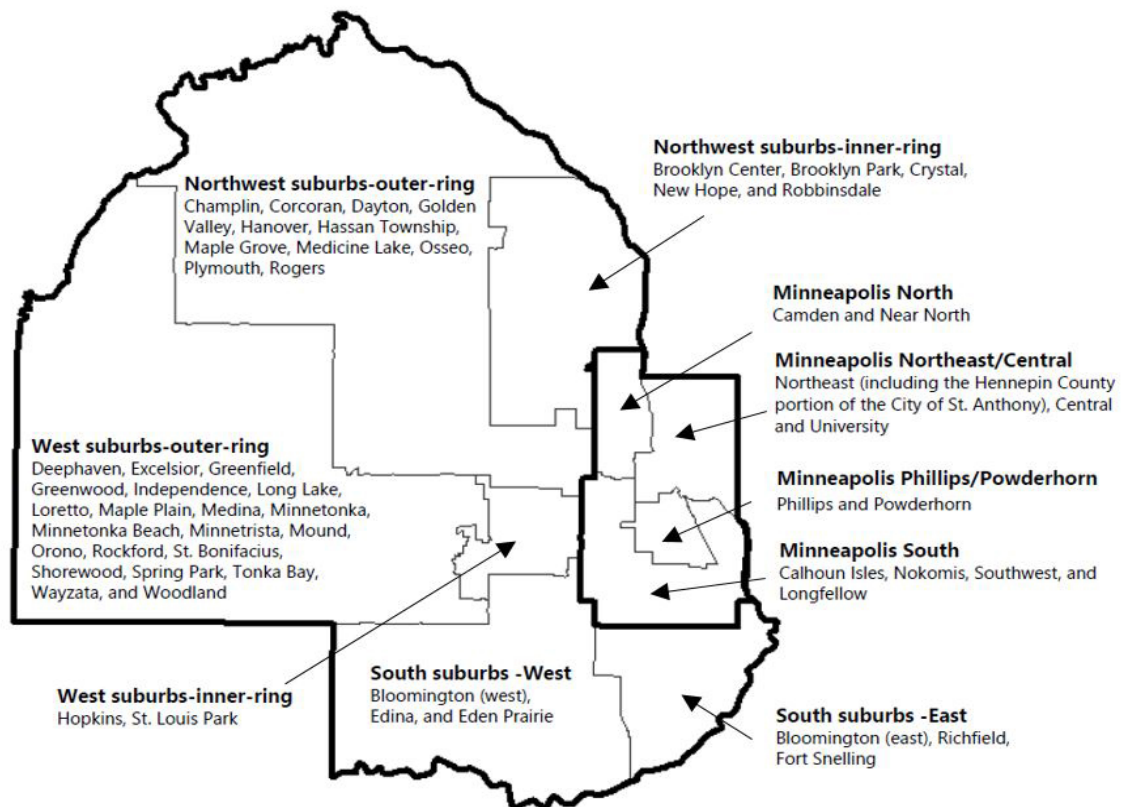 Northwest suburbs-inner-ring
Brooklyn Center, Brooklyn Park, Crystal,
New Hope, and Robbinsdale
Northwest suburbs-outer-ring
Champlin, Corcoran, Dayton, Golden
Valley, Hanover, Hassan Township,
Maple Grove, Medicine Lake, Osseo,
Plymouth, Rogers
Minneapolis North
Camden and Near North
Minneapolis Northeast/Central
Northeast (including the Hennepin County
portion of the City of St. Anthony), Central
and University
West suburbs-outer-ring
Deephaven, Excelsior, Greenfield,
Greenwood, Independence, Long Lake,
Loretto, Maple Plain, Medina, Minnetonka,
Minnetonka Beach, Minnetrista, Mound,
Orono, Rockford, St. Bonifacius,
Shorewood, Spring Park, Tonka Bay,
Wayzata, and Woodland
Minneapolis Phillips/Powderhorn
Phillips and Powderhorn
Minneapolis South
Calhoun Isles, Nokomis, Southwest, and
Longfellow
West suburbs-inner-ring
Hopkins, St. Louis Park
South suburbs -West
Bloomington (west),
Edina, and Eden Prairie
South suburbs -East
Bloomington (east), Richfield,
Fort Snelling